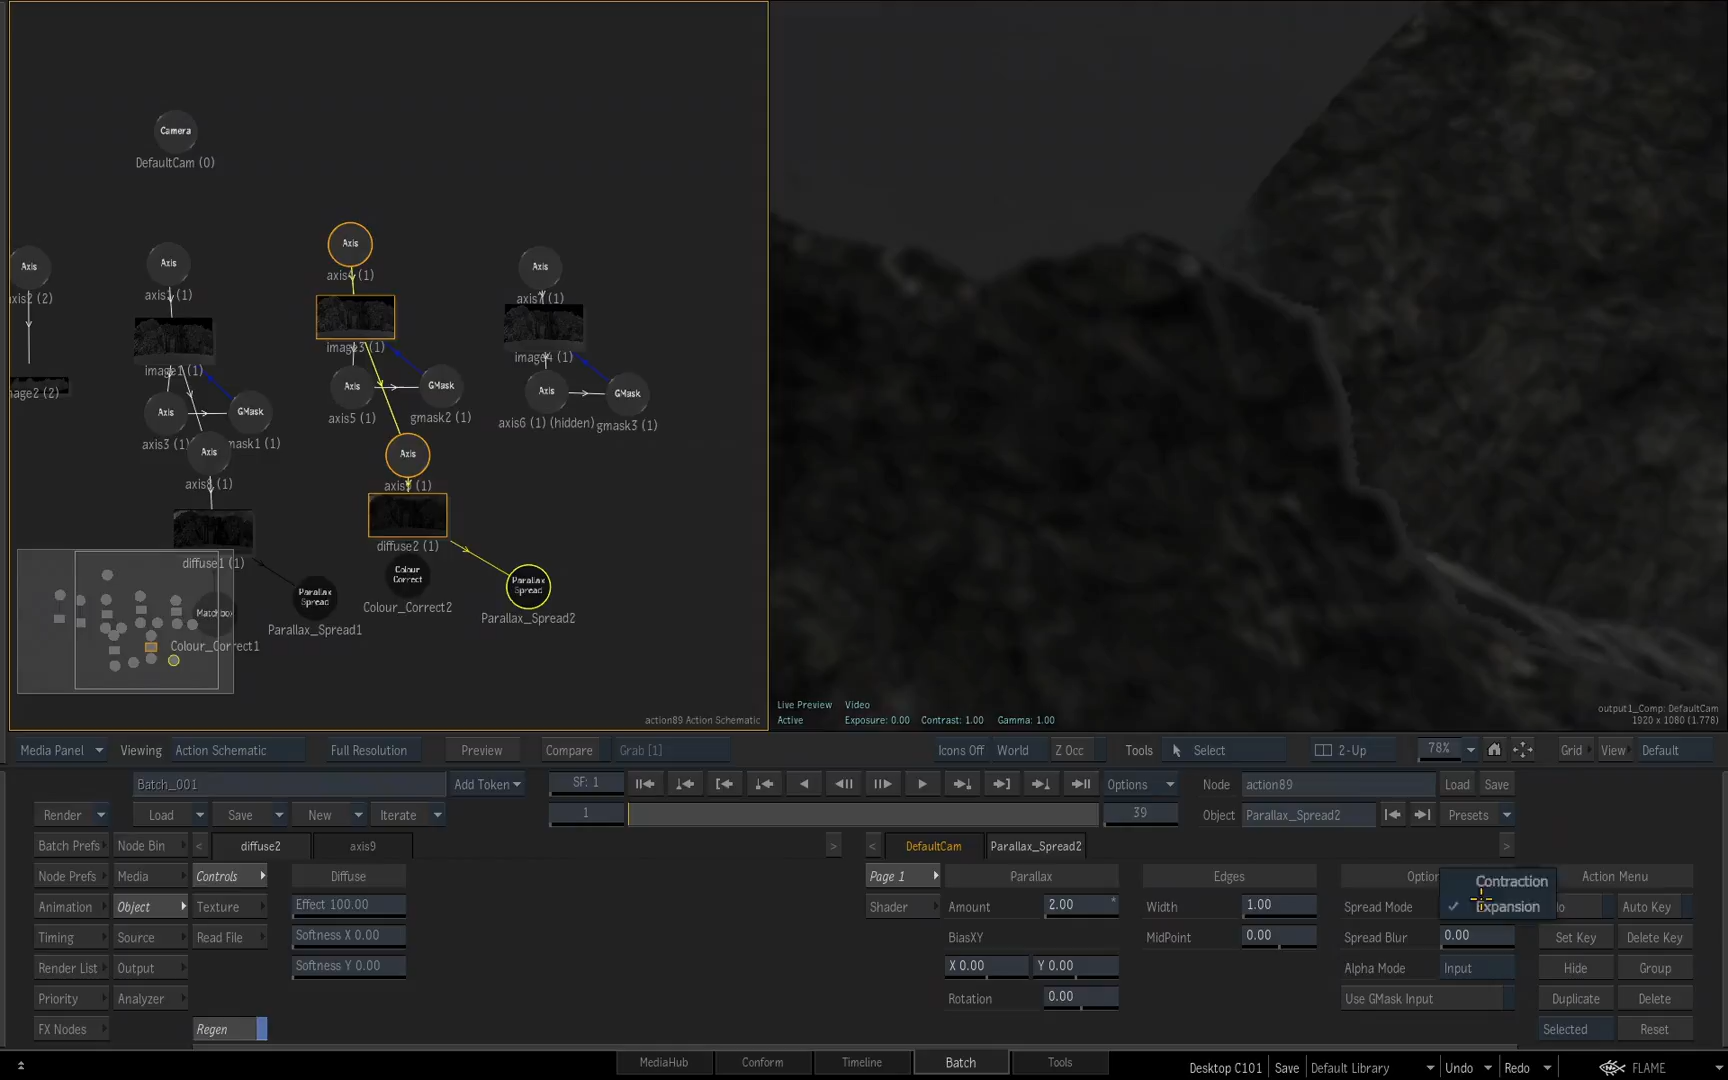 Camera
DefaultCam (0)
Axis
Axis
Axis
Axis
axis2 (2)
axis1 (1)
axis4 (1)
axis7 (1)
image1 (1)
image3 (1)
image4 (1)
Axis
GMask
Axis
GMask
Axis
GMask
axis3 (1)
gmask1 (1)
axis5 (1)
gmask2 (1)
axis6 (1) (hidden)
gmask3 (1)
Axis
axis8 (1)
Axis
axis9 (1)
diffuse1 (1)
diffuse2 (1)
Parallax
Spread
Parallax_Spread1
Colour
Correct
Colour_Correct2
Parallax
Spread
Parallax_Spread2
Matchbox
Colour_Correct1
action89 Action Schematic
Live Preview Video
Active Exposure: 0.00 Contrast: 1.00 Gamma: 1.00
output1_Comp: DefaultCam
1920 x 1080 (1.778)
Media Panel Viewing Action Schematic Full Resolution Preview Compare Grab [1] Icons Off World Z Occ Tools Select 2-Up 78% Grid View Default
Batch_001 Add Token SF: 1 Options Node action89 Load Save
Render Load Save New Iterate 1 39 Object Parallax_Spread2 Presets
Batch Prefs Node Bin < diffuse2 axis9 > < DefaultCam Parallax_Spread2 >
Node Prefs Media Controls Diffuse Page 1 Parallax Edges Contraction Action Menu
Animation Object Texture Effect 100.00 Shader Amount 2.00 Width 1.00 Spread Mode Expansion Auto Key
Timing Source Read File Softness X 0.00 BiasXY MidPoint 0.00 Spread Blur 0.00 Set Key Delete Key
Render List Output Softness Y 0.00 X 0.00 Y 0.00 Alpha Mode Input Hide Group
Priority Analyzer Rotation 0.00 Use GMask Input Duplicate Delete
FX Nodes Regen Selected Reset
MediaHub Conform Timeline Batch Tools Desktop C101 Save Default Library Undo Redo FLAME